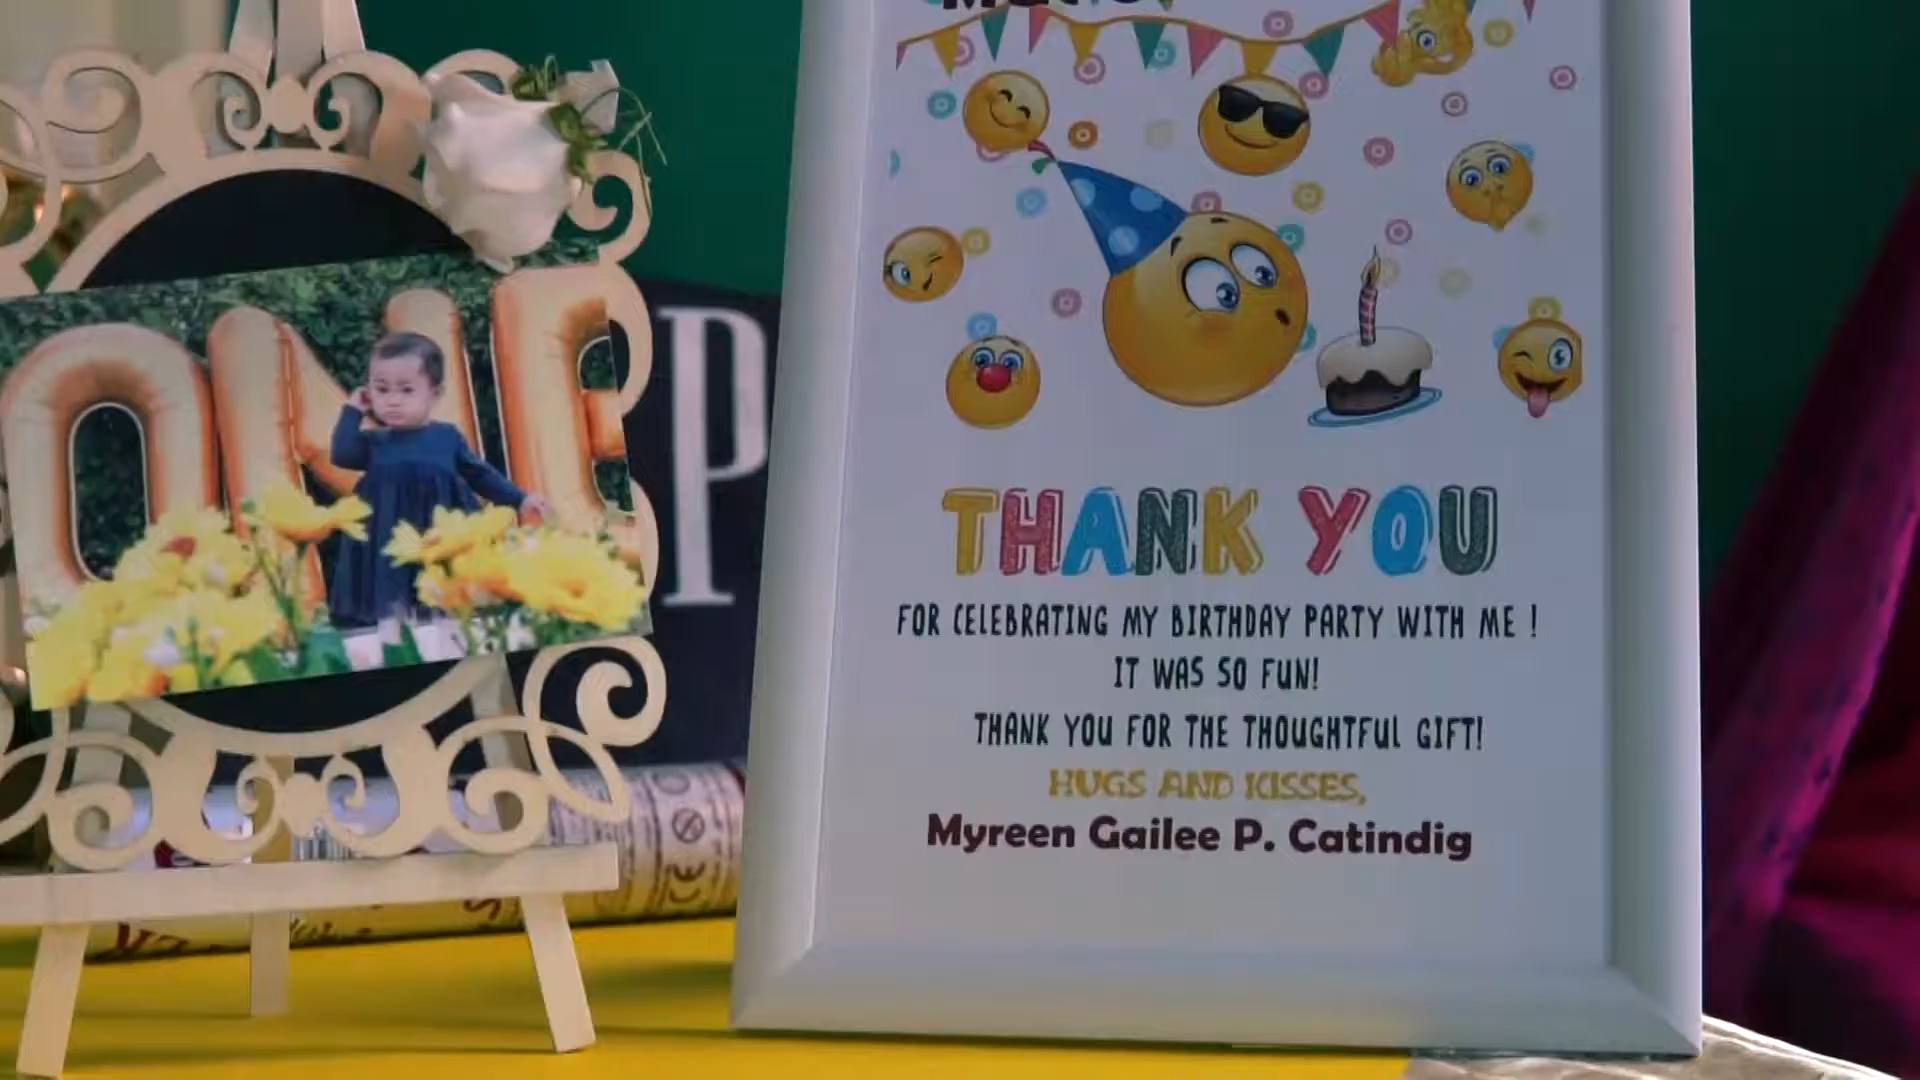 ONE
P
THANK YOU
FOR CELEBRATING MY BIRTHDAY PARTY WITH ME !
IT WAS SO FUN!
THANK YOU FOR THE THOUGHTFUL GIFT!
HUGS AND KISSES,
Myreen Gailee P. Catindig